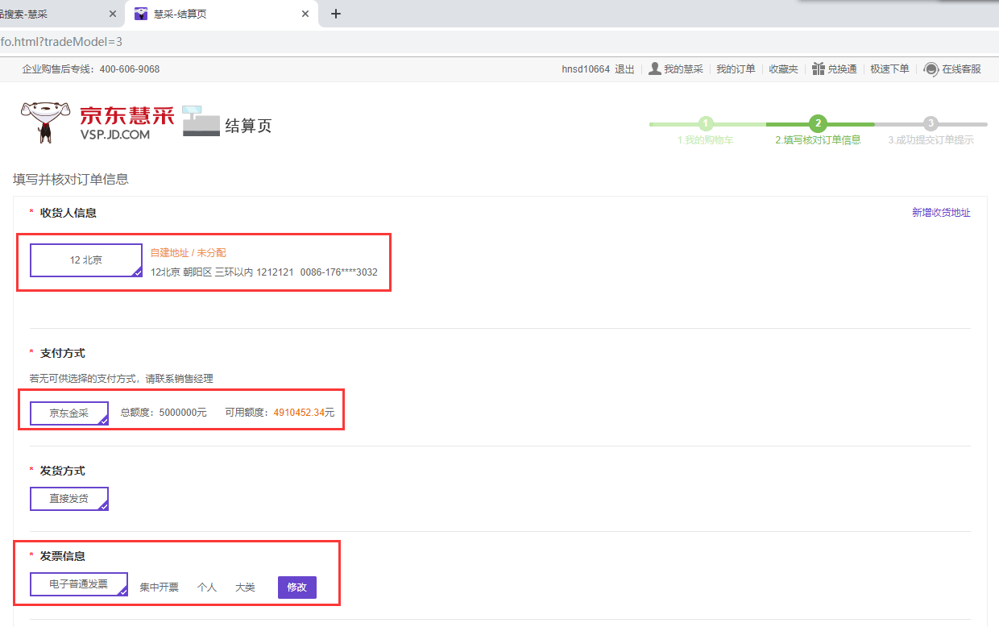 品搜索-慧采
慧采-结算页
fo.html?tradeModel=3
企业购售后专线：400-606-9068
hnsd10664 退出 我的慧采 我的订单 收藏夹 兑换通 极速下单 在线客服
京东慧采
VSP.JD.COM
结算页
1 2 3
1.我的购物车 2.填写核对订单信息 3.成功提交订单提示
填写并核对订单信息
* 收货人信息 新增收货地址
12 北京
自建地址 / 未分配
12北京 朝阳区 三环以内 1212121 0086-176****3032
* 支付方式
若无可供选择的支付方式，请联系销售经理
京东金采 总额度：5000000元 可用额度：4910452.34元
* 发货方式
直接发货
* 发票信息
电子普通发票 集中开票 个人 大类 修改